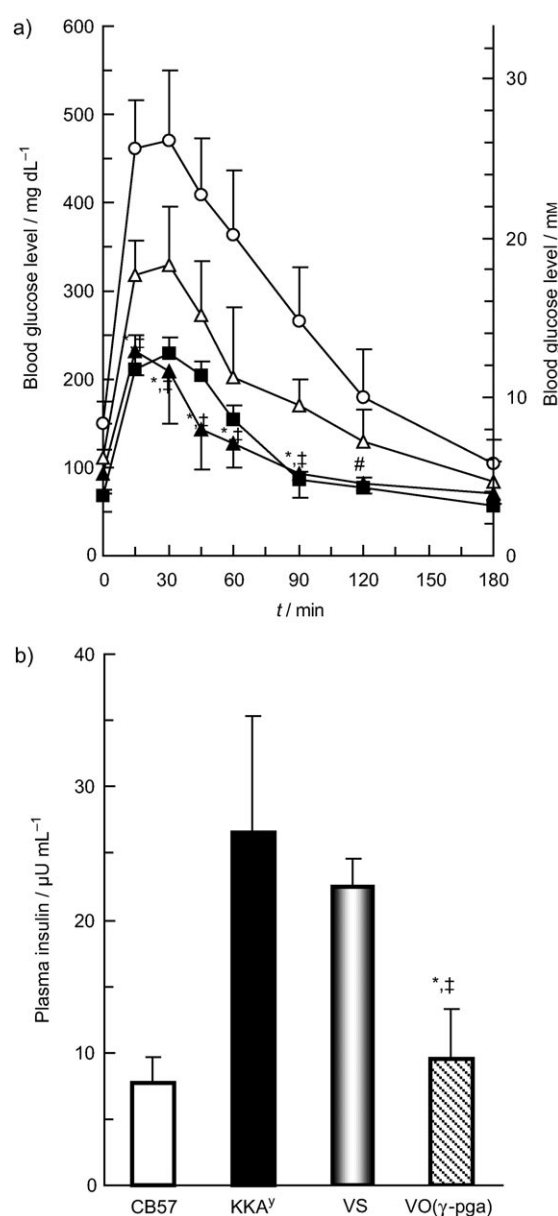 a)
600
500
400
300
200
100
0
Blood glucose level / mg dL⁻¹
30
20
10
0
Blood glucose level / mM
*,‡
*,‡
*,‡
*,‡
*,‡
#
0 30 60 90 120 150 180
t / min
b)
40
30
20
10
0
Plasma insulin / µU mL⁻¹
*,‡
CB57 KKAʸ VS VO(γ-pga)